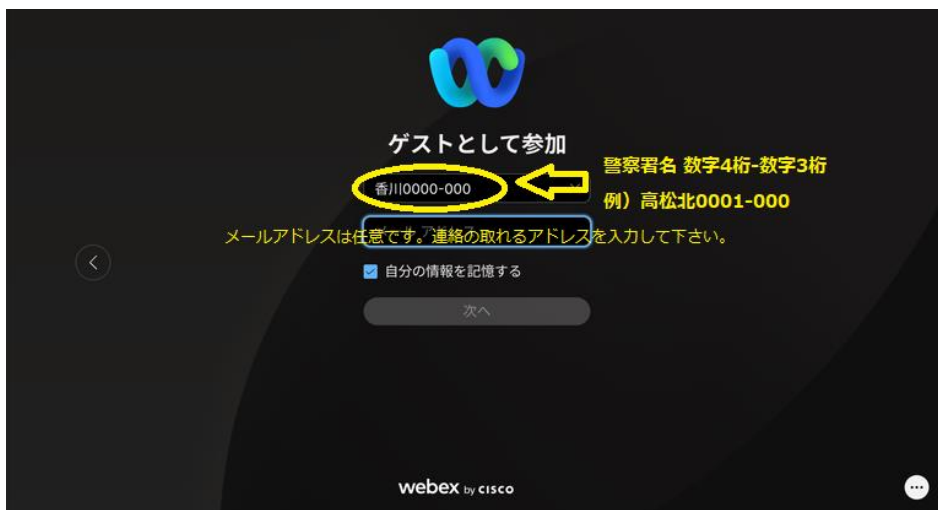 ゲストとして参加
警察署名 数字4桁-数字3桁
香川0000-000
例）高松北0001-000
メールアドレスは任意です。連絡の取れるアドレスを入力して下さい。
自分の情報を記憶する
次へ
webex by CISCO